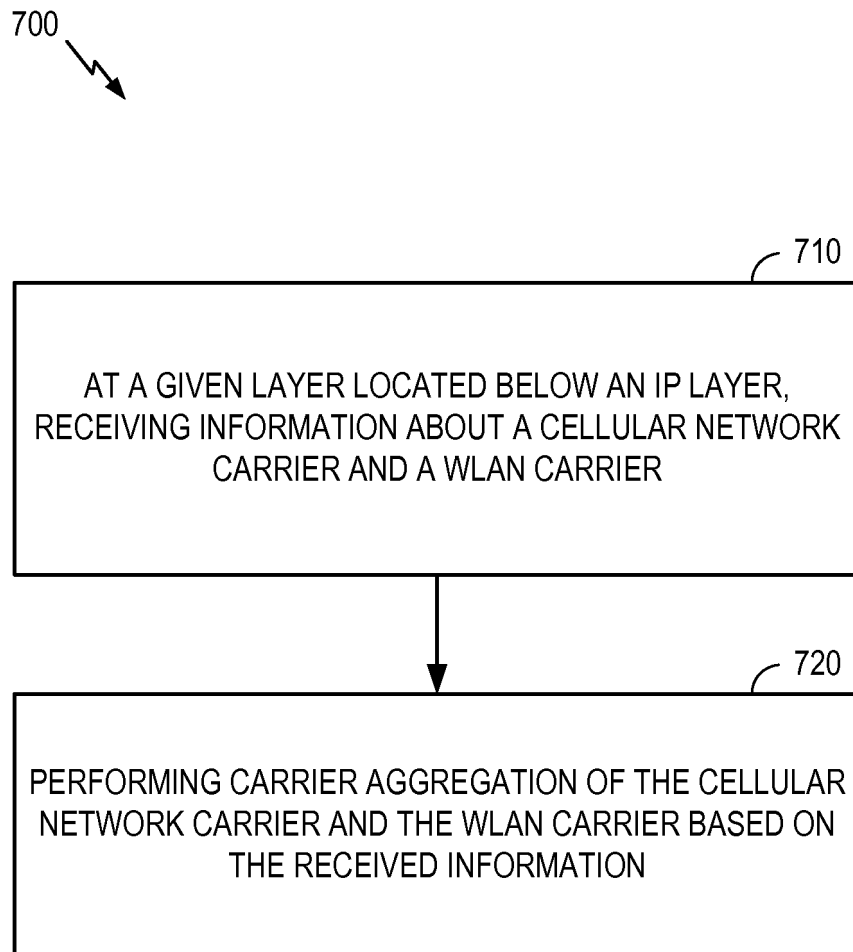 700
710
AT A GIVEN LAYER LOCATED BELOW AN IP LAYER,
RECEIVING INFORMATION ABOUT A CELLULAR NETWORK
CARRIER AND A WLAN CARRIER
720
PERFORMING CARRIER AGGREGATION OF THE CELLULAR
NETWORK CARRIER AND THE WLAN CARRIER BASED ON
THE RECEIVED INFORMATION